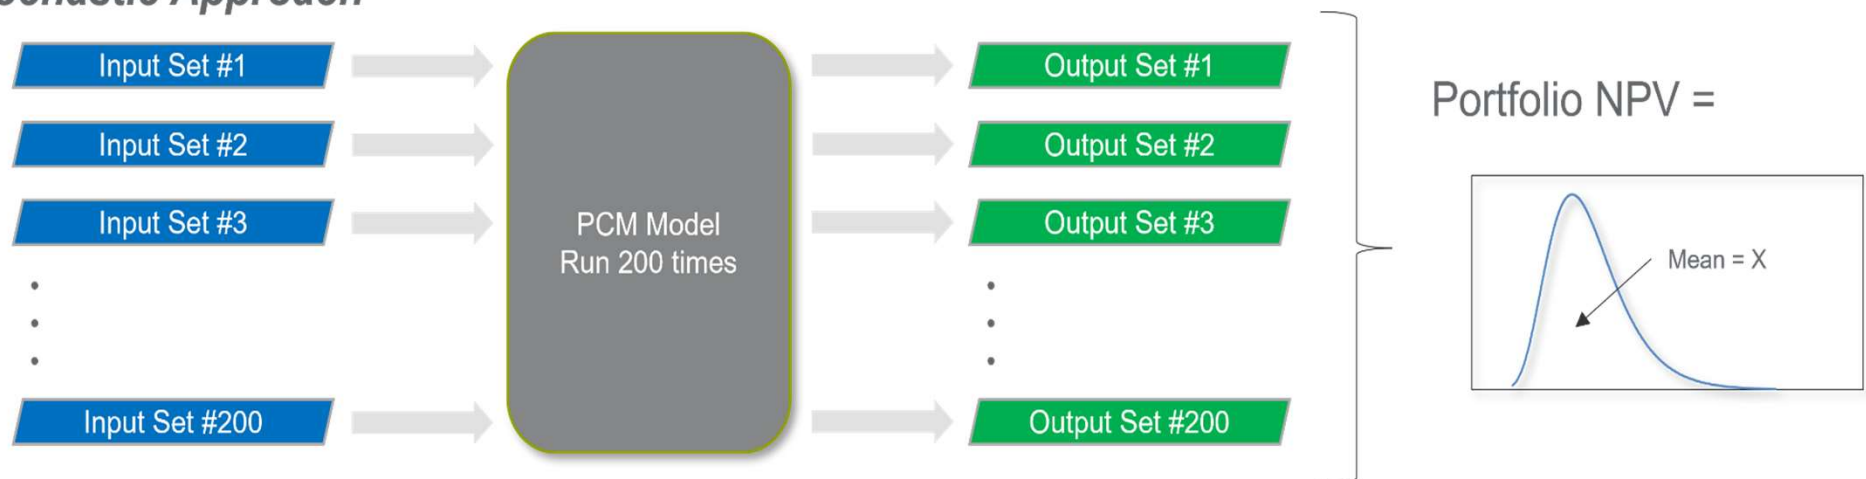 Input Set #1
Output Set #1
Portfolio NPV =
Input Set #2
Output Set #2
Input Set #3
PCM Model
Run 200 times
Output Set #3
Mean = X
Input Set #200
Output Set #200